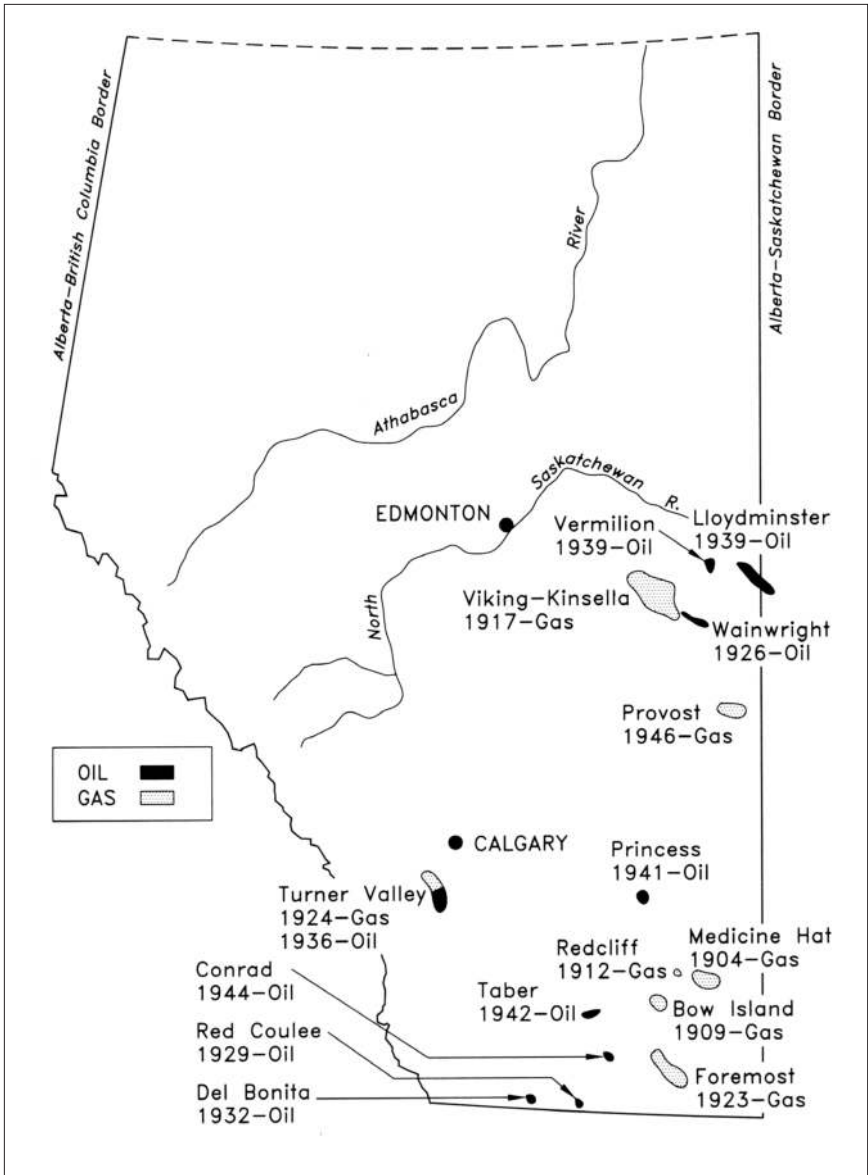 Alberta-British Columbia Border
Alberta-Saskatchewan Border
River
Athabasca
Saskatchewan
R.
North
EDMONTON
Vermilion
1939-Oil
Lloydminster
1939-Oil
Viking-Kinsella
1917-Gas
Wainwright
1926-Oil
Provost
1946-Gas
OIL
GAS
CALGARY
Princess
1941-Oil
Turner Valley
1924-Gas
1936-Oil
Redcliff
1912-Gas
Medicine Hat
1904-Gas
Conrad
1944-Oil
Taber
1942-Oil
Bow Island
1909-Gas
Red Coulee
1929-Oil
Foremost
1923-Gas
Del Bonita
1932-Oil